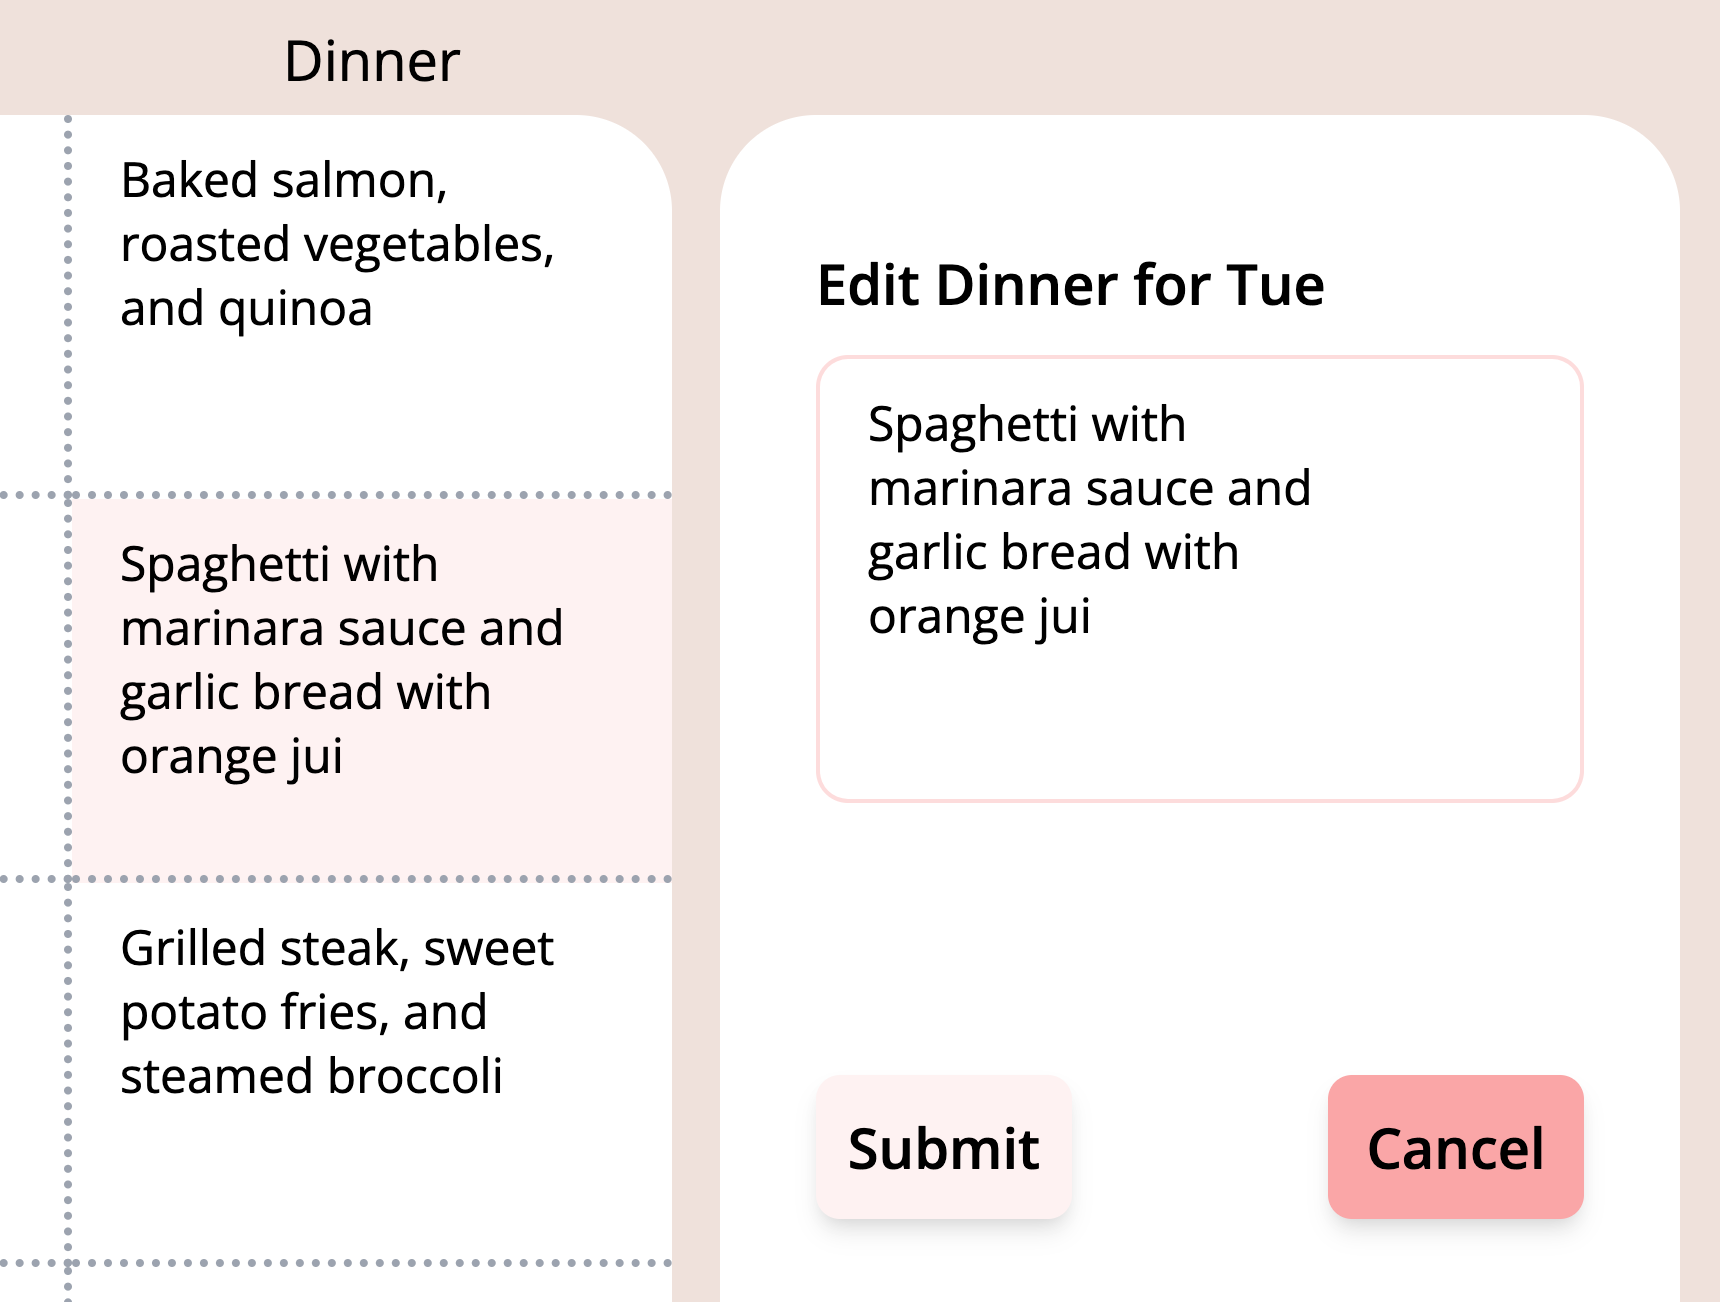 Dinner
Baked salmon,
roasted vegetables,
and quinoa
Spaghetti with
marinara sauce and
garlic bread with
orange jui
Grilled steak, sweet
potato fries, and
steamed broccoli
Edit Dinner for Tue
Spaghetti with
marinara sauce and
garlic bread with
orange jui
Submit
Cancel